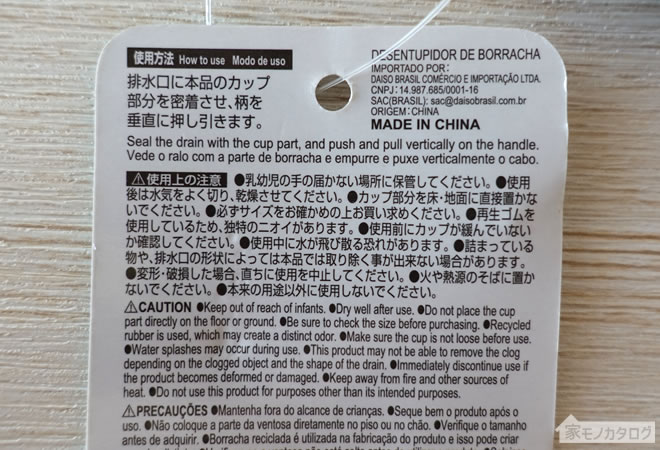 使用方法 How to use Modo de uso
排水口に本品のカップ
部分を密着させ、柄を
垂直に押し引きます。
DESENTUPIDOR DE BORRACHA
IMPORTADO POR:
DAISO BRASIL COMÉRCIO E IMPORTAÇÃO LTDA.
CNPJ:14.987.685/0001-16
SAC(BRASIL): sac@daisobrasil.com.br
ORIGEM:CHINA
MADE IN CHINA
Seal the drain with the cup part, and push and pull vertically on the handle.
Vede o ralo com a parte de borracha e empurre e puxe verticalmente o cabo.
⚠使用上の注意 ●乳幼児の手の届かない場所に保管してください。●使用
後は水気をよく切り、乾燥させてください。●カップ部分を床・地面に直接置かな
いでください。●必ずサイズをお確かめの上お買い求めください。●再生ゴムを
使用しているため、独特のニオイがあります。●使用前にカップが緩んでいない
か確認してください。●使用中に水が飛び散る恐れがあります。●詰まっている
物や、排水口の形状によっては本品では取り除く事が出来ない場合があります。
●変形・破損した場合、直ちに使用を中止してください。●火や熱源のそばに置か
ないでください。●本来の用途以外に使用しないでください。
⚠CAUTION ●Keep out of reach of infants. ●Dry well after use. ●Do not place the cup
part directly on the floor or ground. ●Be sure to check the size before purchasing. ●Recycled
rubber is used, which may create a distinct odor. ●Make sure the cup is not loose before use.
●Water splashes may occur during use. ●This product may not be able to remove the clog
depending on the clogged object and the shape of the drain. ●Immediately discontinue use if
the product becomes deformed or damaged. ●Keep away from fire and other sources of
heat. ●Do not use this product for purposes other than its intended purposes.
⚠PRECAUÇÕES ●Mantenha fora do alcance de crianças. ●Seque bem o produto após o
uso. ●Não coloque a parte da ventosa diretamente no piso ou no chão. ●Verifique o tamanho
antes de adquirir. ●Borracha reciclada é utilizada na fabricação do produto e isso pode criar
家モノカタログ